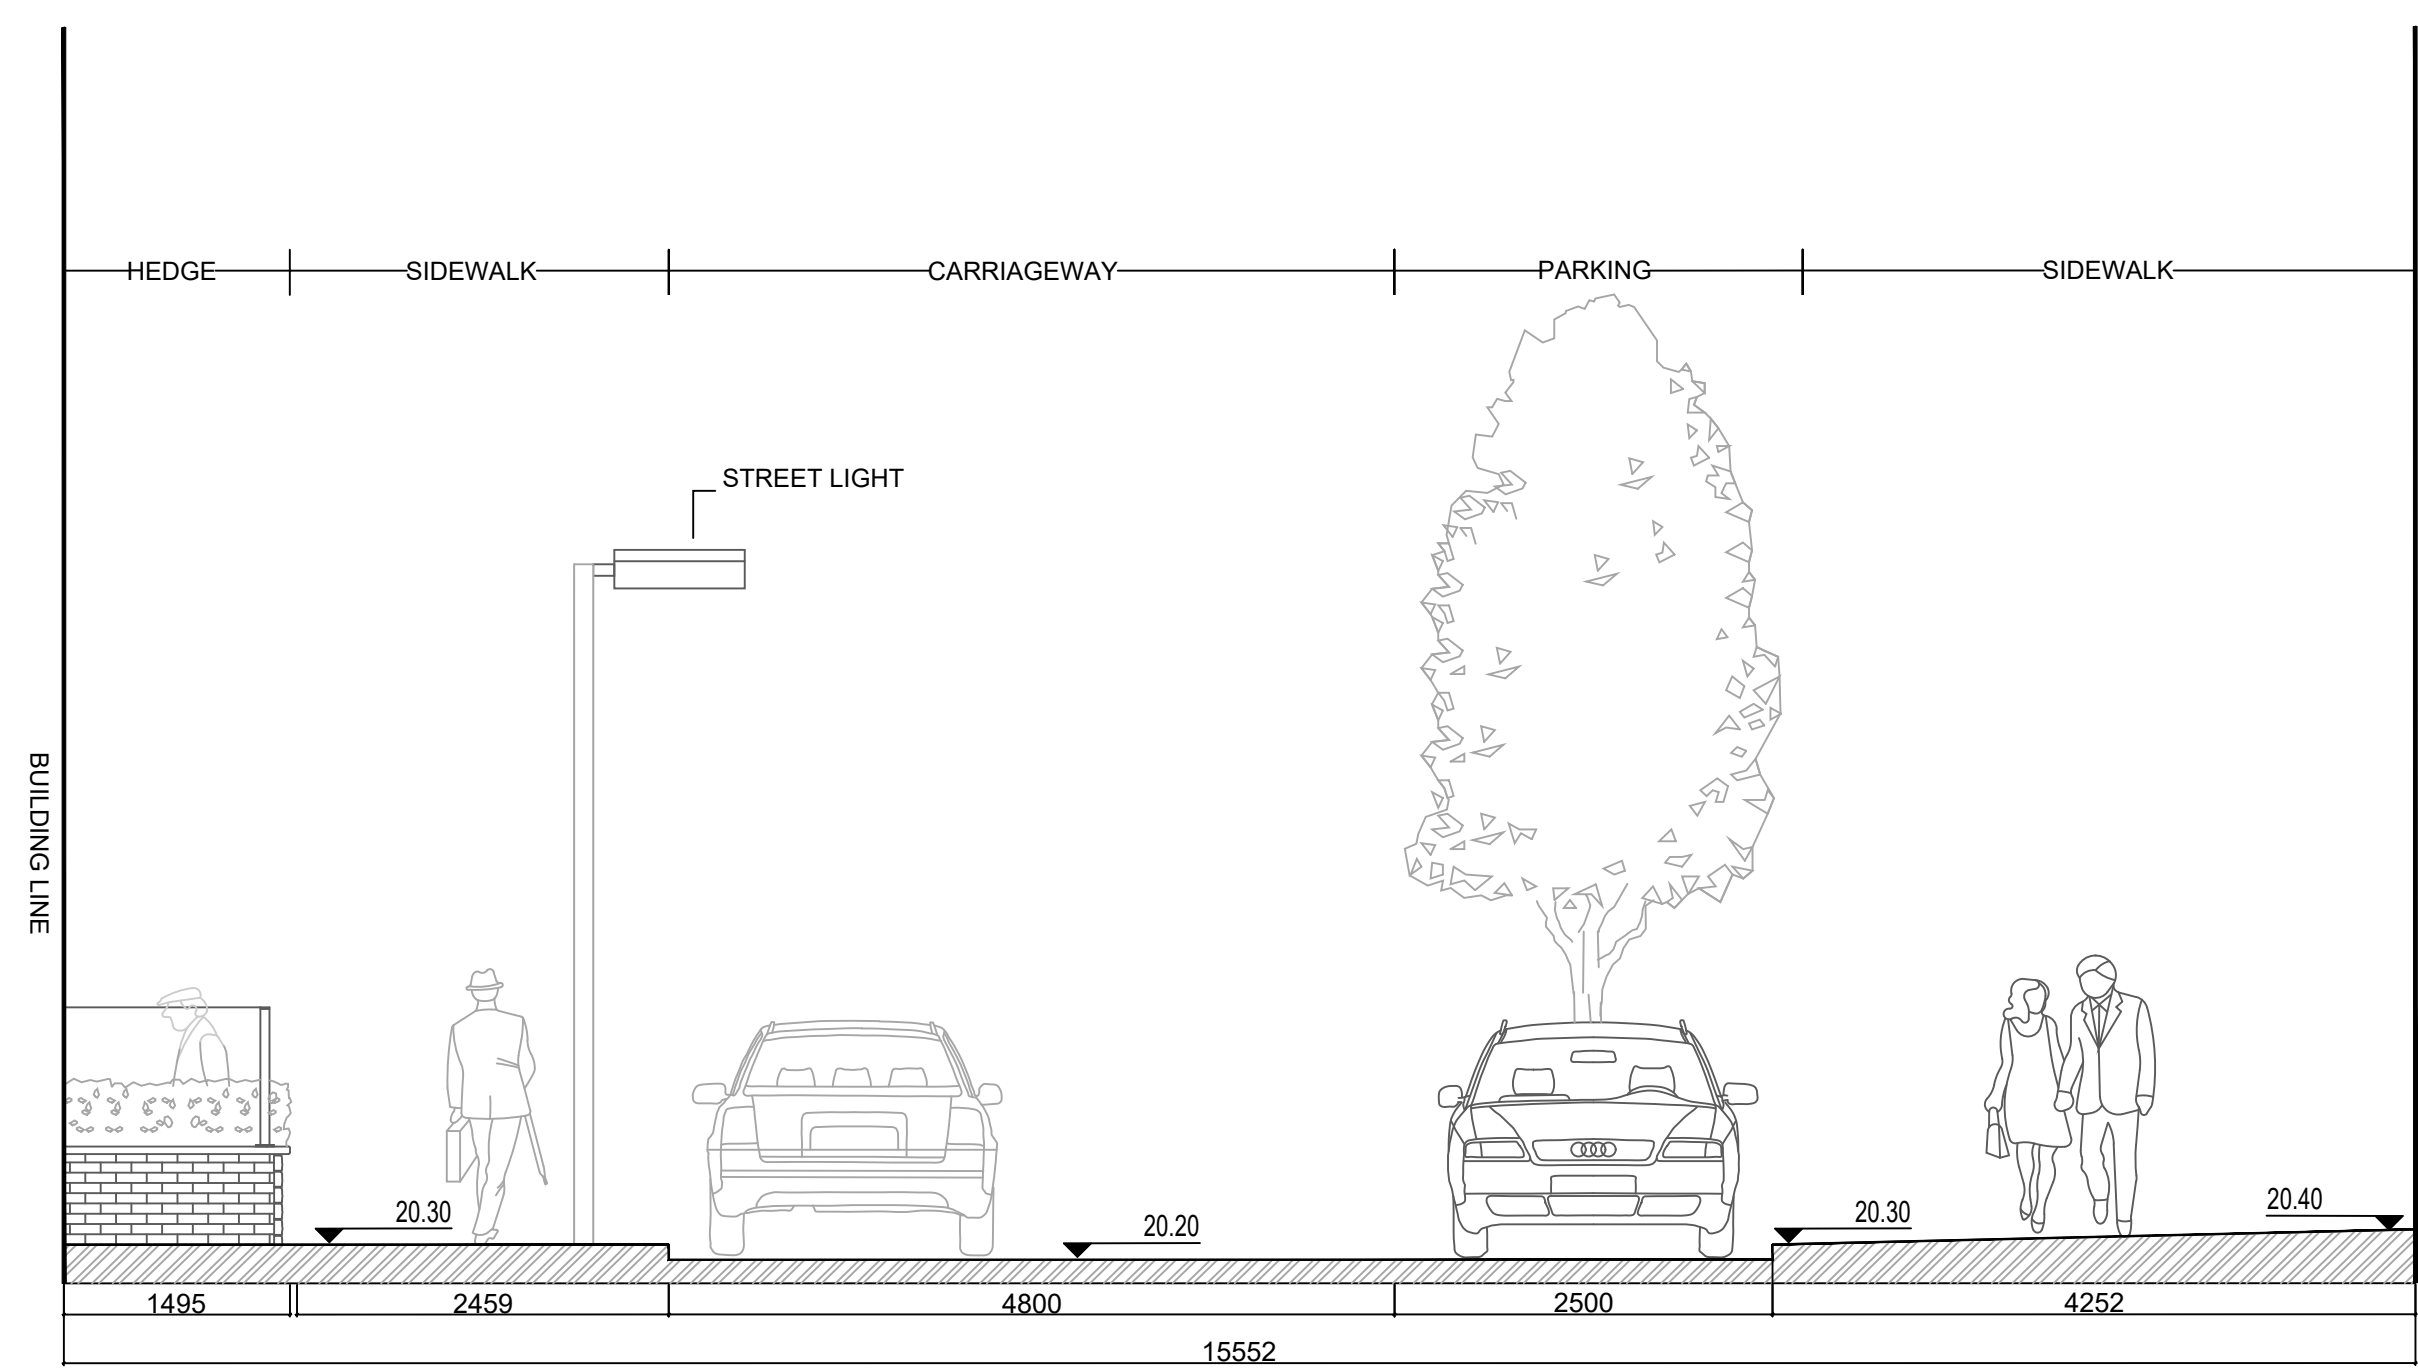 HEDGE
SIDEWALK
CARRIAGEWAY
PARKING
SIDEWALK
STREET LIGHT
BUILDING LINE
20.30
20.20
20.30
20.40
1495
2459
4800
2500
4252
15552